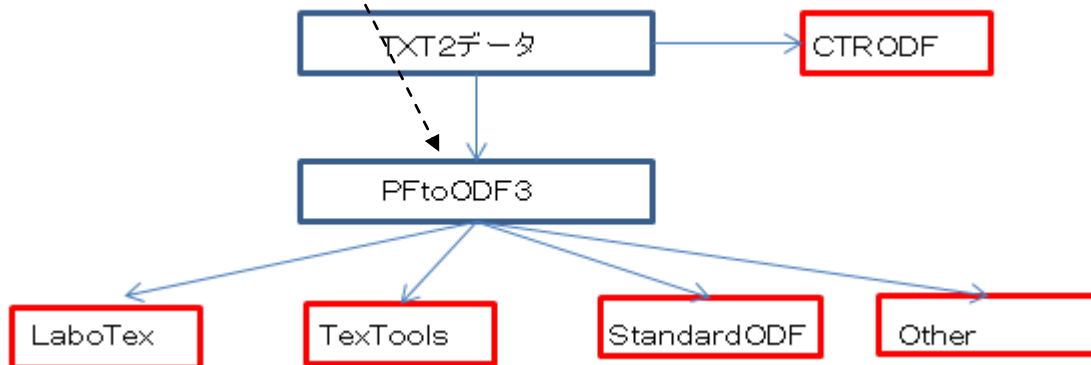 TXT2データ
CTRODF
PFtoODF3
LaboTex
TexTools
StandardODF
Other